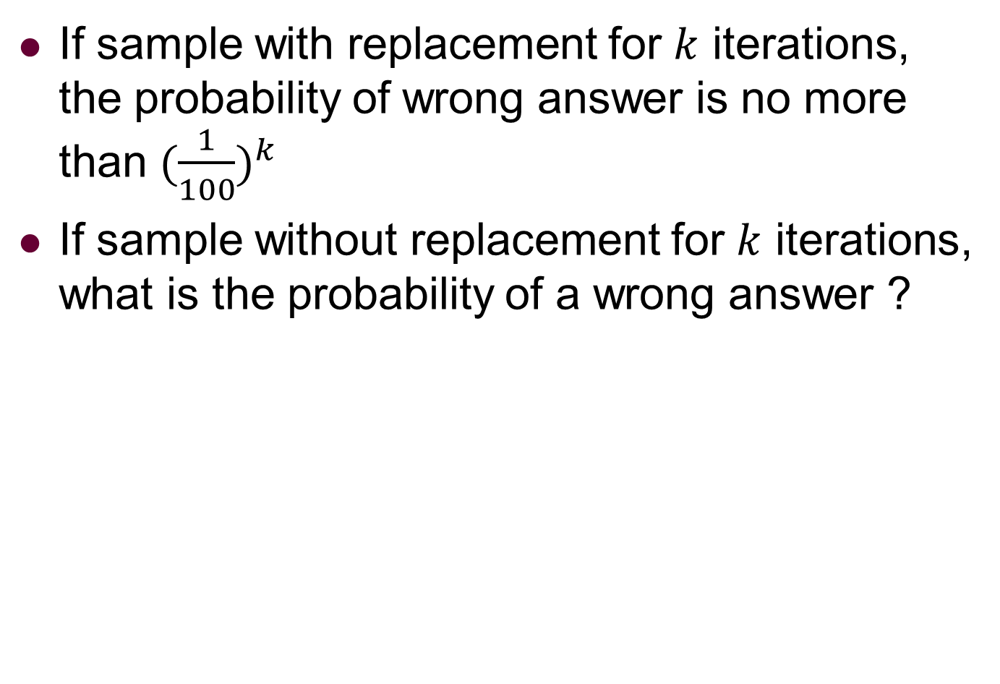 ● If sample with replacement for 𝑘 iterations,
the probability of wrong answer is no more
than (1/100)^𝑘
● If sample without replacement for 𝑘 iterations,
what is the probability of a wrong answer ?